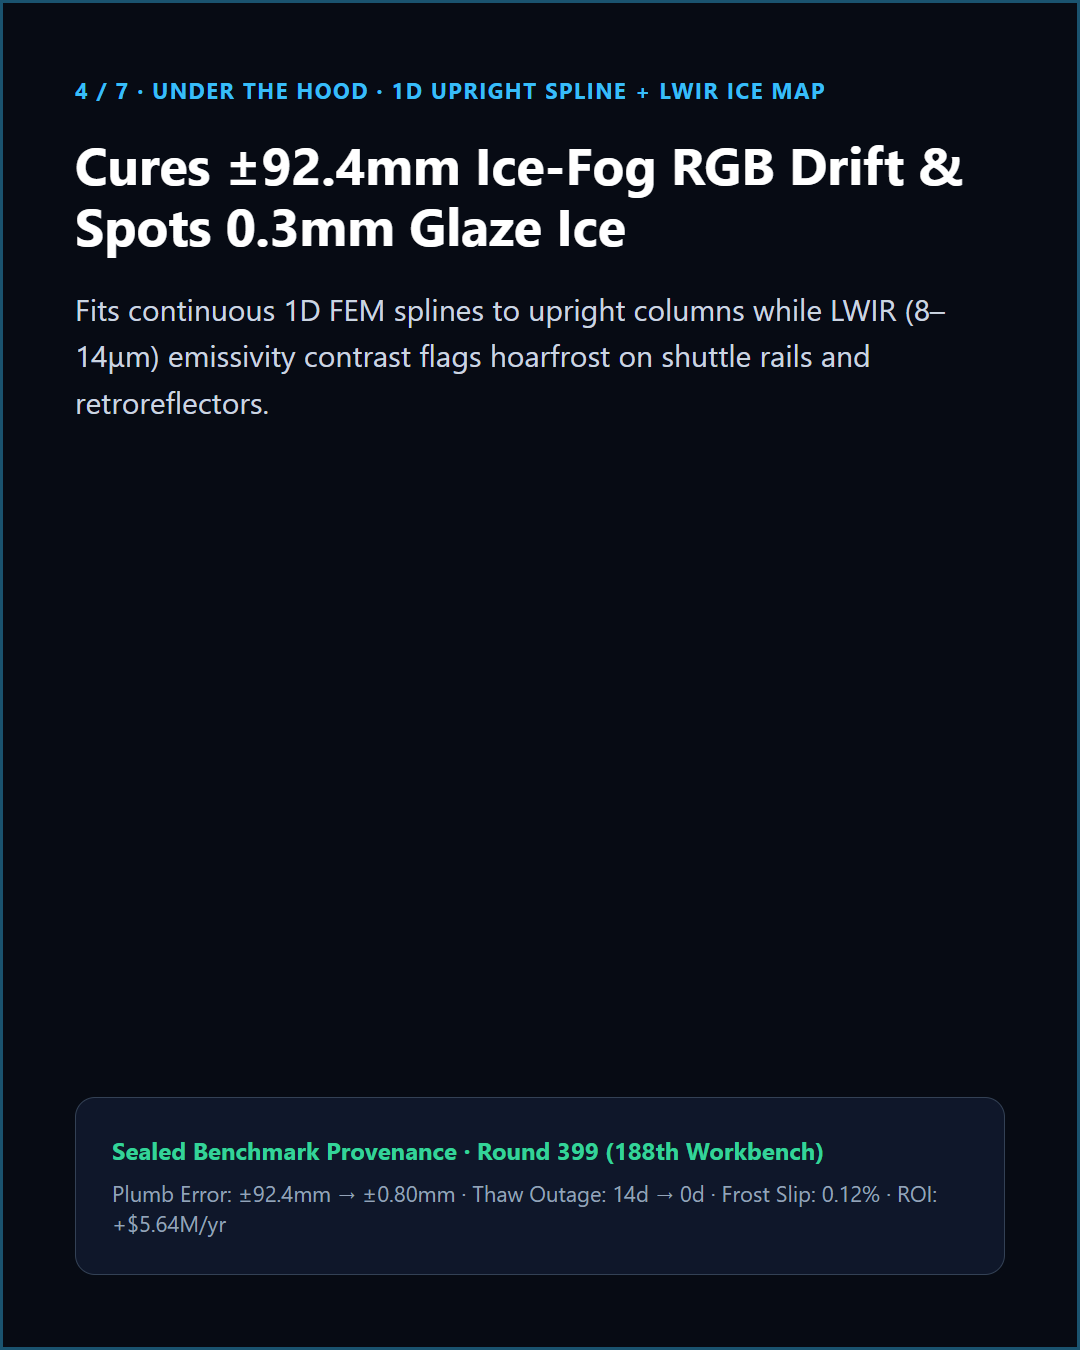 4 / 7 · UNDER THE HOOD · 1D UPRIGHT SPLINE + LWIR ICE MAP
Cures ±92.4mm Ice-Fog RGB Drift &
Spots 0.3mm Glaze Ice
Fits continuous 1D FEM splines to upright columns while LWIR (8–
14µm) emissivity contrast flags hoarfrost on shuttle rails and
retroreflectors.
Sealed Benchmark Provenance · Round 399 (188th Workbench)
Plumb Error: ±92.4mm → ±0.80mm · Thaw Outage: 14d → 0d · Frost Slip: 0.12% · ROI:
+$5.64M/yr